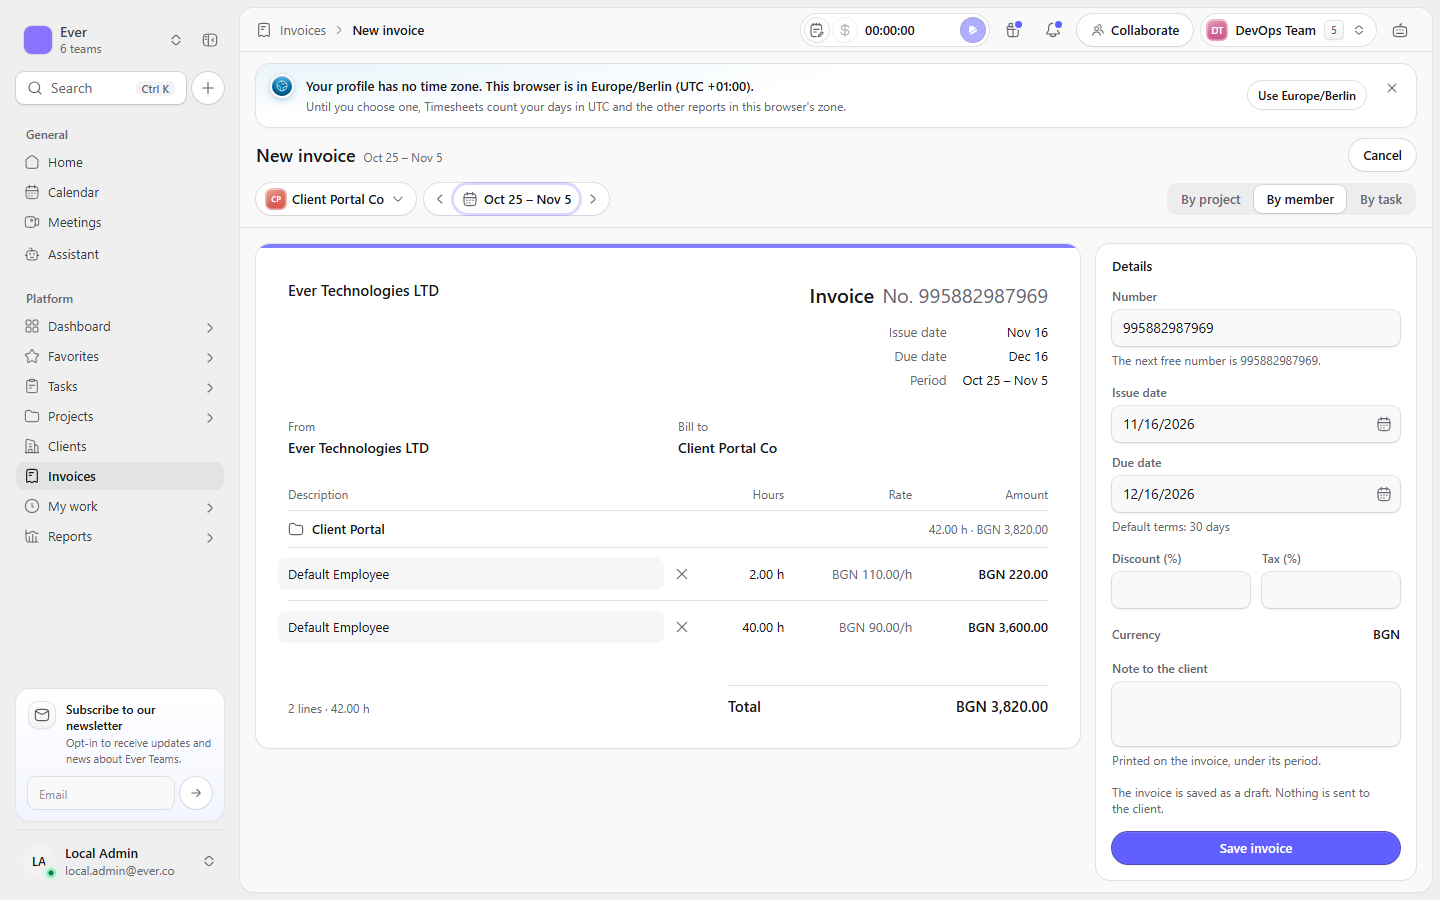 Ever
6 teams
Search
Ctrl K
General
Home
Calendar
Meetings
Assistant
Platform
Dashboard
Favorites
Tasks
Projects
Clients
Invoices
My work
Reports
Subscribe to our newsletter
Opt-in to receive updates and news about Ever Teams.
Email
LA
Local Admin
local.admin@ever.co
Invoices
New invoice
00:00:00
Collaborate
DT
DevOps Team
5
Your profile has no time zone. This browser is in Europe/Berlin (UTC +01:00).
Until you choose one, Timesheets count your days in UTC and the other reports in this browser's zone.
Use Europe/Berlin
New invoice
Oct 25 – Nov 5
Cancel
CP
Client Portal Co
Oct 25 – Nov 5
By project
By member
By task
Ever Technologies LTD
Invoice No. 995882987969
Issue date Nov 16
Due date Dec 16
Period Oct 25 – Nov 5
From
Ever Technologies LTD
Bill to
Client Portal Co
Description Hours Rate Amount
Client Portal 42.00 h · BGN 3,820.00
Default Employee 2.00 h BGN 110.00/h BGN 220.00
Default Employee 40.00 h BGN 90.00/h BGN 3,600.00
2 lines · 42.00 h
Total BGN 3,820.00
Details
Number
995882987969
The next free number is 995882987969.
Issue date
11/16/2026
Due date
12/16/2026
Default terms: 30 days
Discount (%)
Tax (%)
Currency BGN
Note to the client
Printed on the invoice, under its period.
The invoice is saved as a draft. Nothing is sent to
the client.
Save invoice